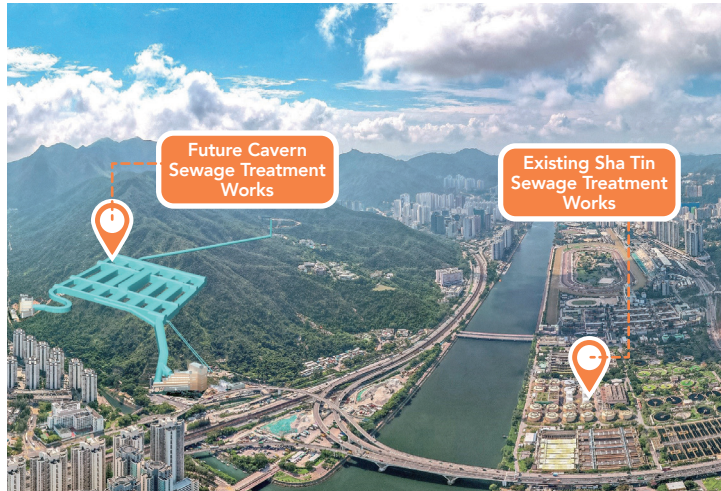 Future Cavern
Sewage Treatment
Works
Existing Sha Tin
Sewage Treatment
Works